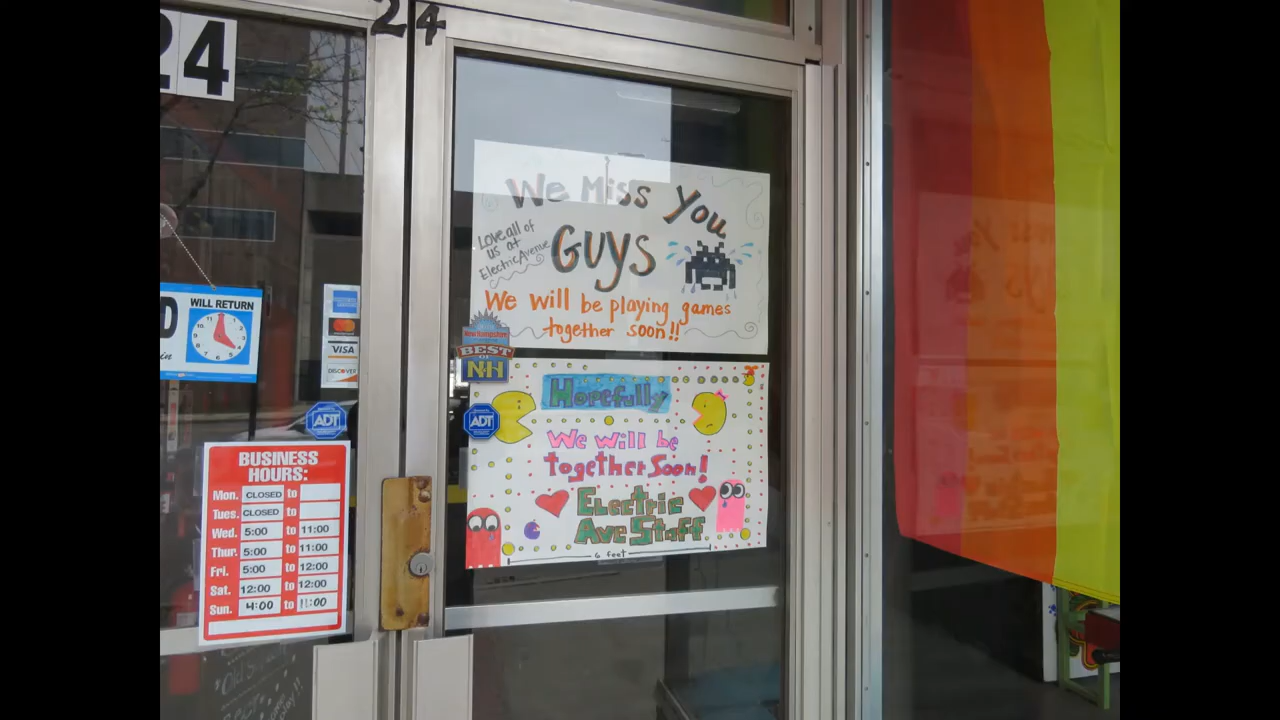 24
24
We Miss You
GUYS
Love all of
us at
Electric Avenue
We will be playing games
together soon!!
BEST
OF
NH
ADT
Hopefully
We will be
together Soon!
Electric
Ave Staff
6 feet
WILL RETURN
VISA
DISCOVER
ADT
BUSINESS
HOURS:
Mon. CLOSED to
Tues. CLOSED to
Wed. 5:00 to 11:00
Thur. 5:00 to 11:00
Fri. 5:00 to 12:00
Sat. 12:00 to 12:00
Sun. 4:00 to 11:00